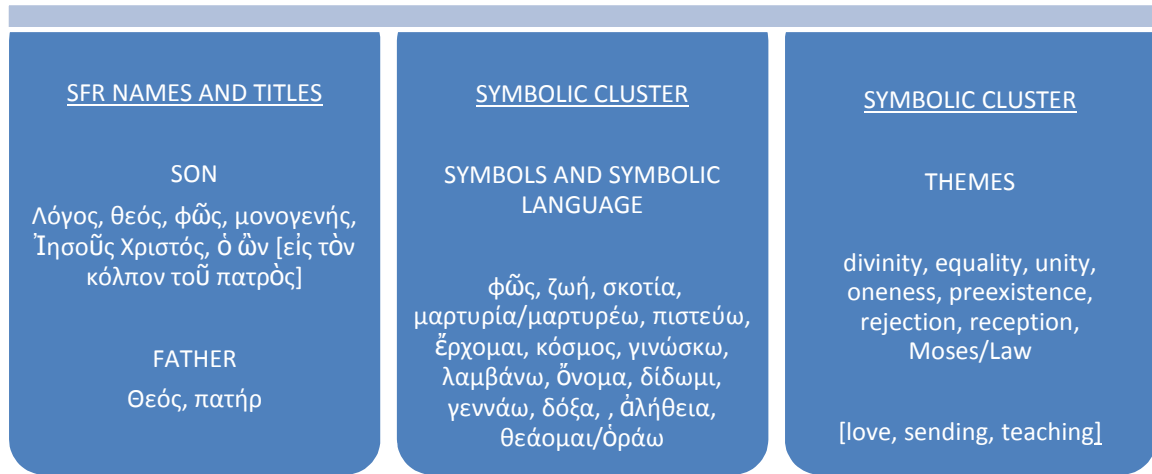 SFR NAMES AND TITLES
SON
Λόγος, θεός, φῶς, μονογενής,
Ἰησοῦς Χριστός, ὁ ὢν [εἰς τὸν
κόλπον τοῦ πατρὸς]
FATHER
Θεός, πατήρ
SYMBOLIC CLUSTER
SYMBOLS AND SYMBOLIC
LANGUAGE
φῶς, ζωή, σκοτία,
μαρτυρία/μαρτυρέω, πιστεύω,
ἔρχομαι, κόσμος, γινώσκω,
λαμβάνω, ὄνομα, δίδωμι,
γεννάω, δόξα, , ἀλήθεια,
θεάομαι/ὁράω
SYMBOLIC CLUSTER
THEMES
divinity, equality, unity,
oneness, preexistence,
rejection, reception,
Moses/Law
[love, sending, teaching]